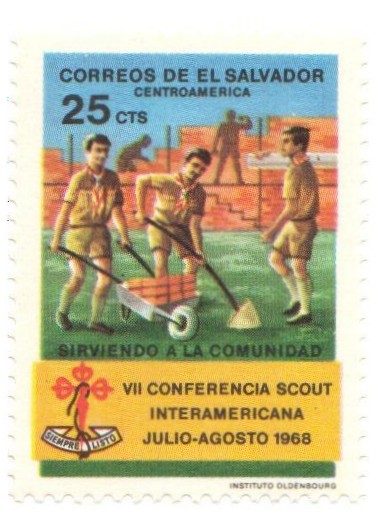 CORREOS DE EL SALVADOR
CENTROAMERICA
25 CTS
SIRVIENDO A LA COMUNIDAD
VII CONFERENCIA SCOUT
INTERAMERICANA
JULIO-AGOSTO 1968
SIEMPRE LISTO
INSTITUTO OLDENBOURG